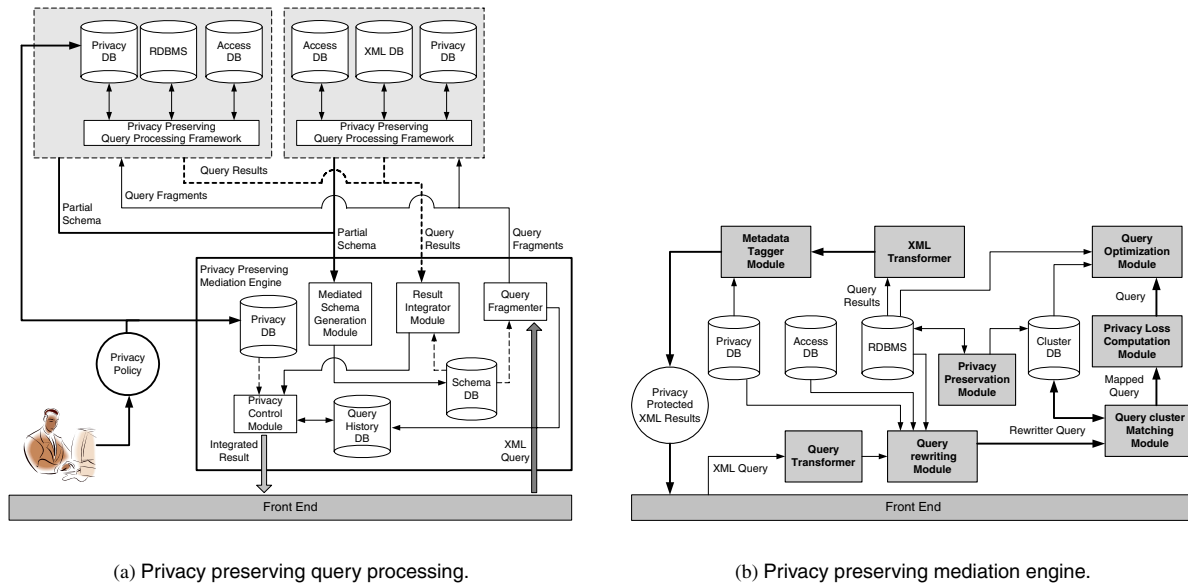 Privacy
DB
RDBMS
Access
DB
Privacy Preserving
Query Processing Framework
Access
DB
XML DB
Privacy
DB
Privacy Preserving
Query Processing Framework
Query Results
Query Fragments
Partial
Schema
Partial
Schema
Query
Results
Query
Fragments
Privacy Preserving
Mediation Engine
Privacy
DB
Mediated
Schema
Generation
Module
Result
Integrator
Module
Query
Fragmenter
Privacy
Policy
Schema
DB
Privacy
Control
Module
Query
History
DB
Integrated
Result
XML
Query
Front End
(a) Privacy preserving query processing.
Metadata
Tagger
Module
XML
Transformer
Query
Optimization
Module
Query
Results
Query
Privacy
DB
Access
DB
RDBMS
Cluster
DB
Privacy Loss
Computation
Module
Privacy
Preservation
Module
Mapped
Query
Privacy
Protected
XML Results
Query cluster
Matching
Module
Rewritter Query
Query
Transformer
Query
rewriting
Module
XML Query
Front End
(b) Privacy preserving mediation engine.